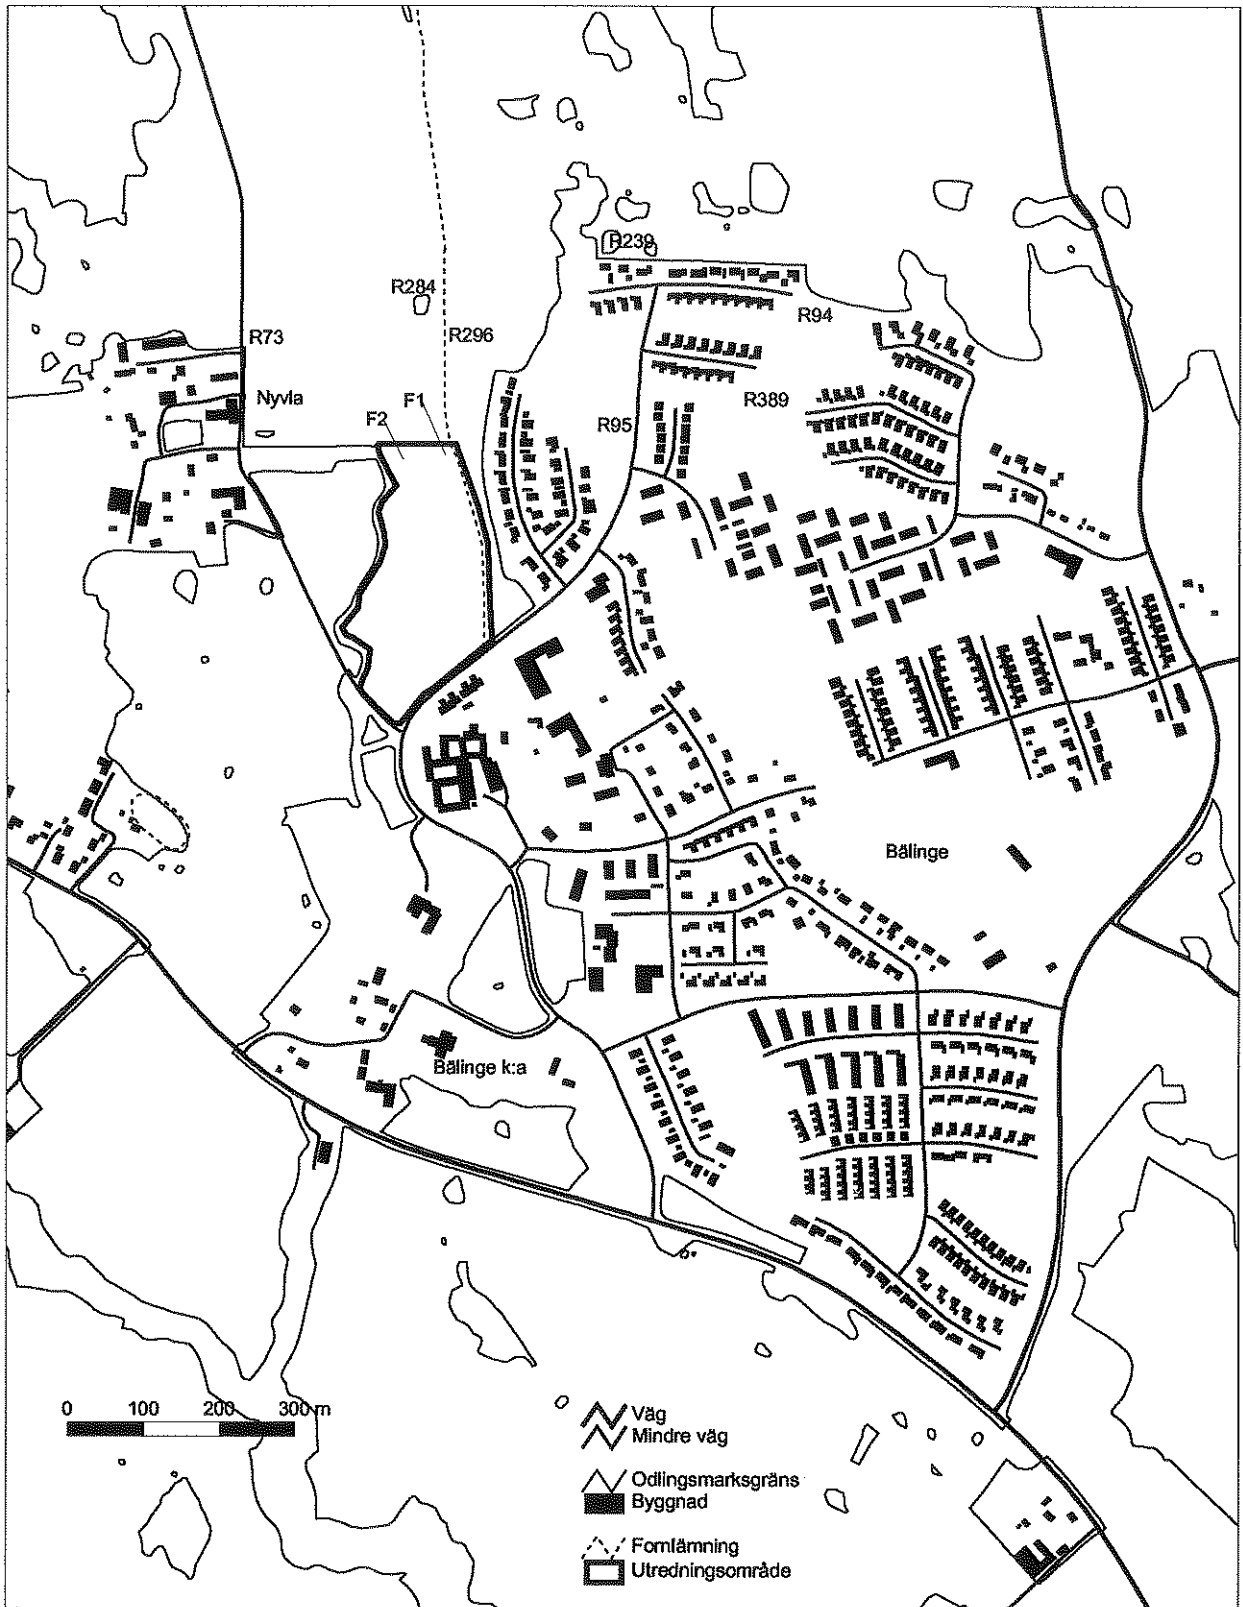 R239
R284
R94
R73
R296
Nyvla
F1
R389
F2
R95
Bälinge
Bälinge k:a
0 100 200 300 m
Väg
Mindre väg
Odlingsmarksgräns
Byggnad
Fornlämning
Utredningsområde